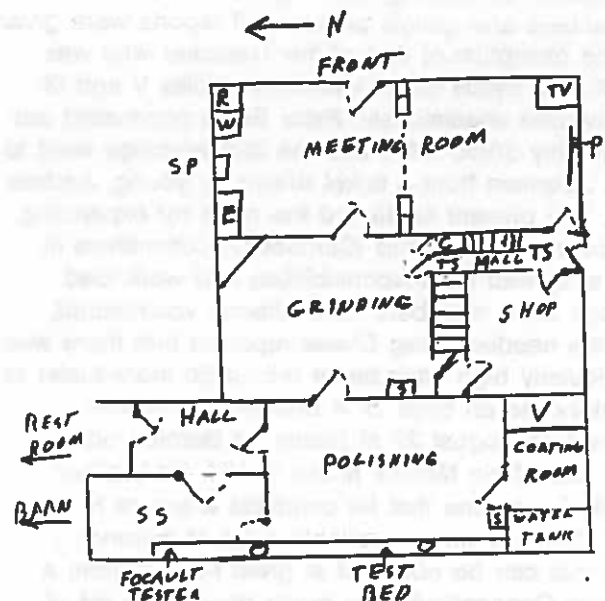 N
FRONT
R
TV
W
MEETING ROOM
P
SP
E
C
TS HALL TS
GRINDING
SHOP
S
HALL
V
REST ROOM
POLISHING
COATING ROOM
BARN
SS
S
WATER TANK
FOCAULT TESTER
TEST BED